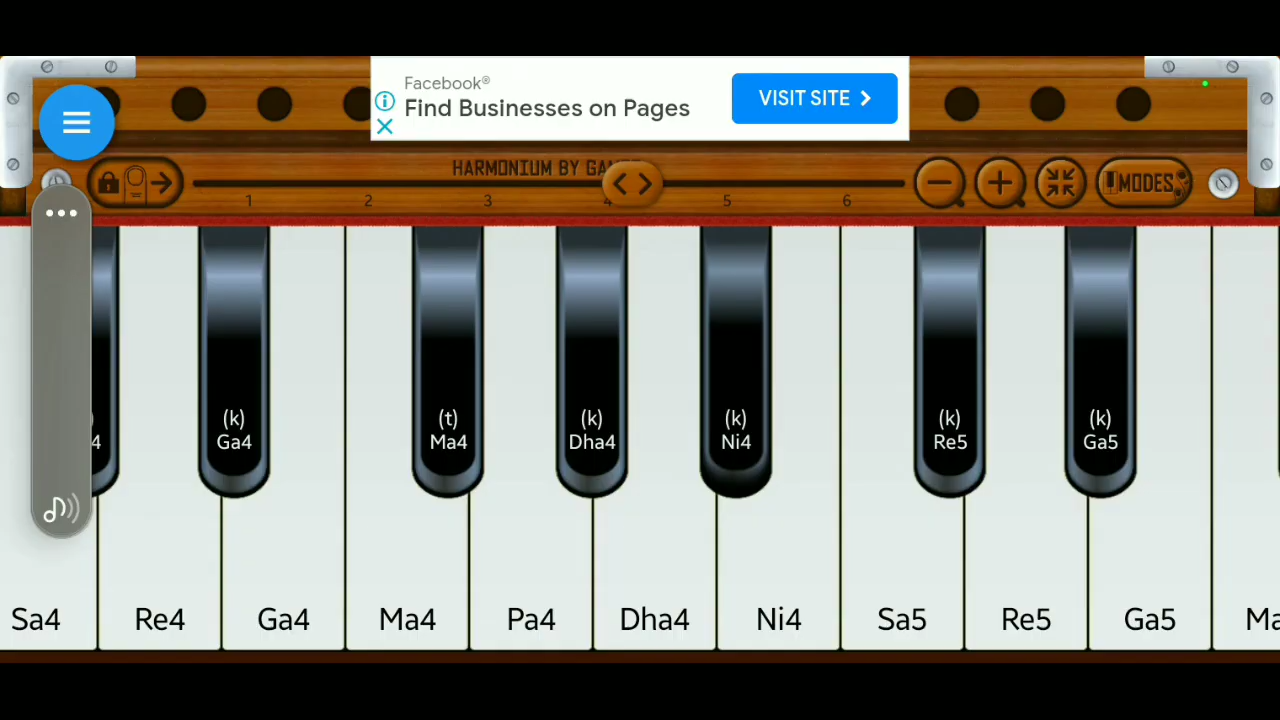 Facebook®
Find Businesses on Pages
VISIT SITE
HARMONIUM BY
MODES
1 2 3 4 5 6
4
(k) Ga4
(t) Ma4
(k) Dha4
(k) Ni4
(k) Re5
(k) Ga5
Sa4 Re4 Ga4 Ma4 Pa4 Dha4 Ni4 Sa5 Re5 Ga5